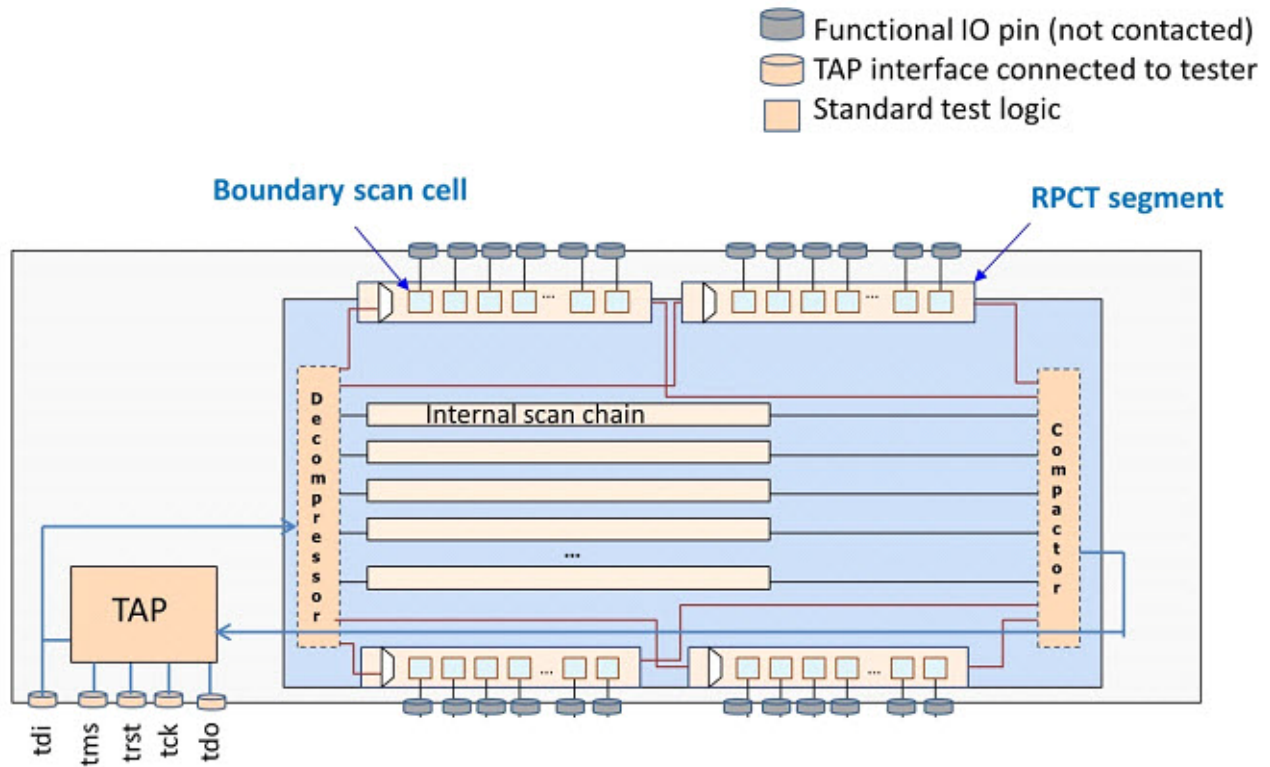 Functional IO pin (not contacted)
TAP interface connected to tester
Standard test logic
Boundary scan cell
RPCT segment
...
...
Decompressor
Internal scan chain
Compactor
...
TAP
...
...
tdi
tms
trst
tck
tdo